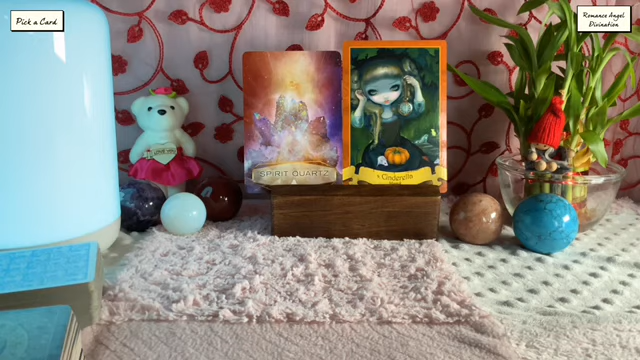 Pick a Card
Romance Angel
Divination
SPIRIT QUARTZ
Cinderella